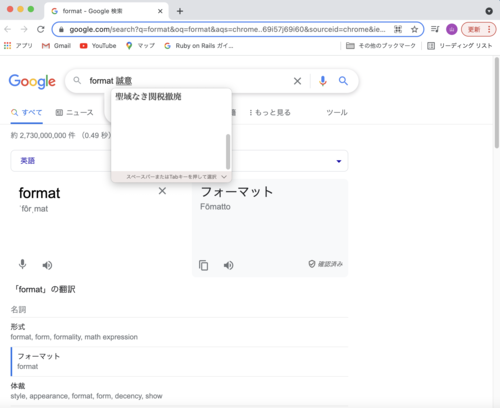 format - Google 検索
google.com/search?q=format&oq=format&aqs=chrome..69i57j69i60&sourceid=chrome&ie...
更新
アプリ
Gmail
YouTube
マップ
Ruby on Rails ガイ...
その他のブックマーク
リーディング リスト
Google
format 誠意
聖域なき関税撤廃
スペースバーまたはTabキーを押して選択
すべて
ニュース
もっと見る
ツール
約 2,730,000,000 件 (0.49 秒)
英語
format
ˈfôrˌmat
フォーマット
Fōmatto
確認済み
「format」の翻訳
名詞
形式
format, form, formality, math expression
フォーマット
format
体裁
style, appearance, format, form, decency, show